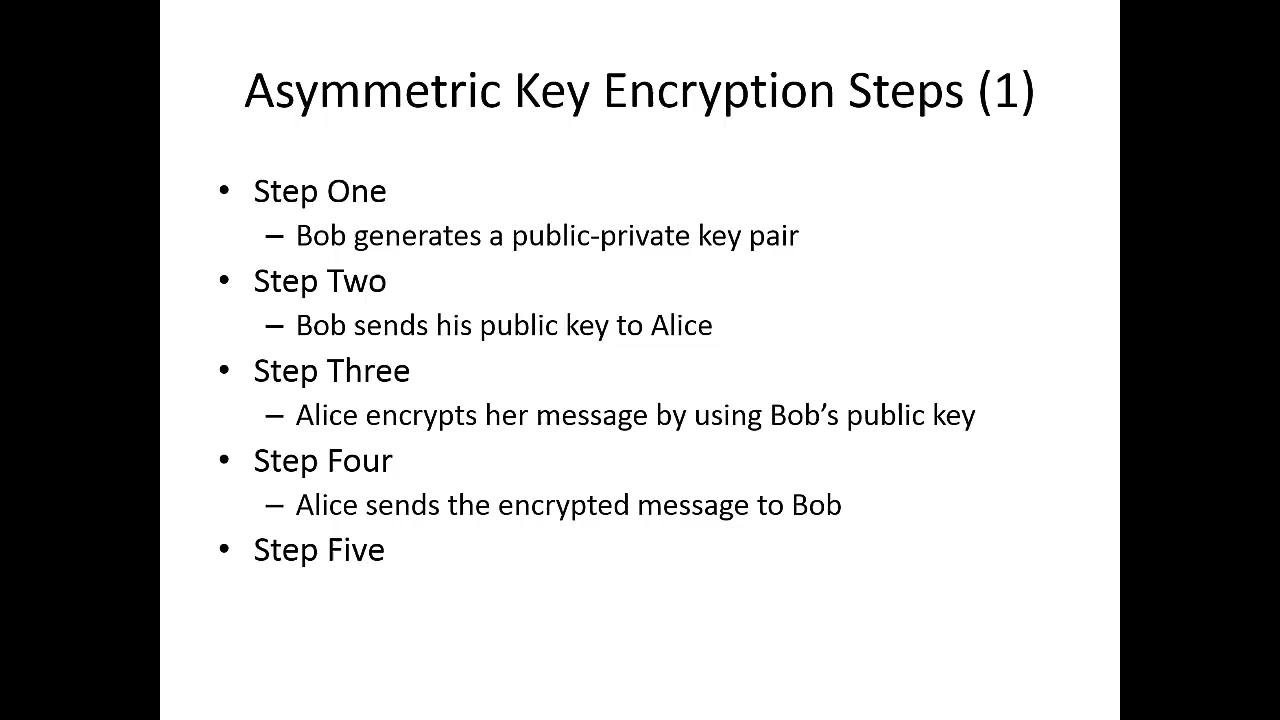 Asymmetric Key Encryption Steps (1)
• Step One
– Bob generates a public-private key pair
• Step Two
– Bob sends his public key to Alice
• Step Three
– Alice encrypts her message by using Bob’s public key
• Step Four
– Alice sends the encrypted message to Bob
• Step Five